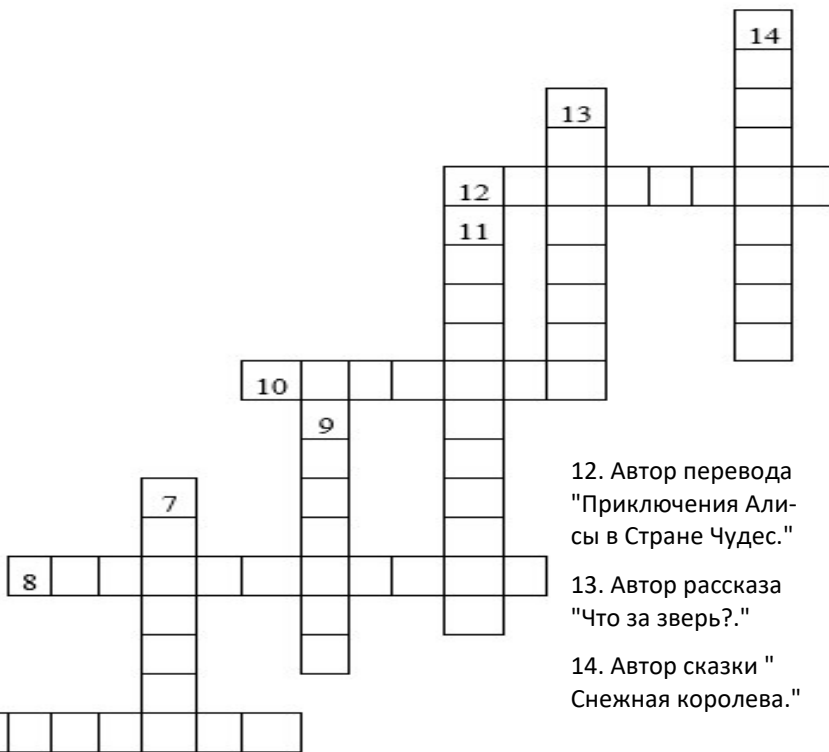 14
13
12
11
10
9
7
8
12. Автор перевода
"Приключения Али-
сы в Стране Чудес."
13. Автор рассказа
"Что за зверь?."
14. Автор сказки "
Снежная королева."